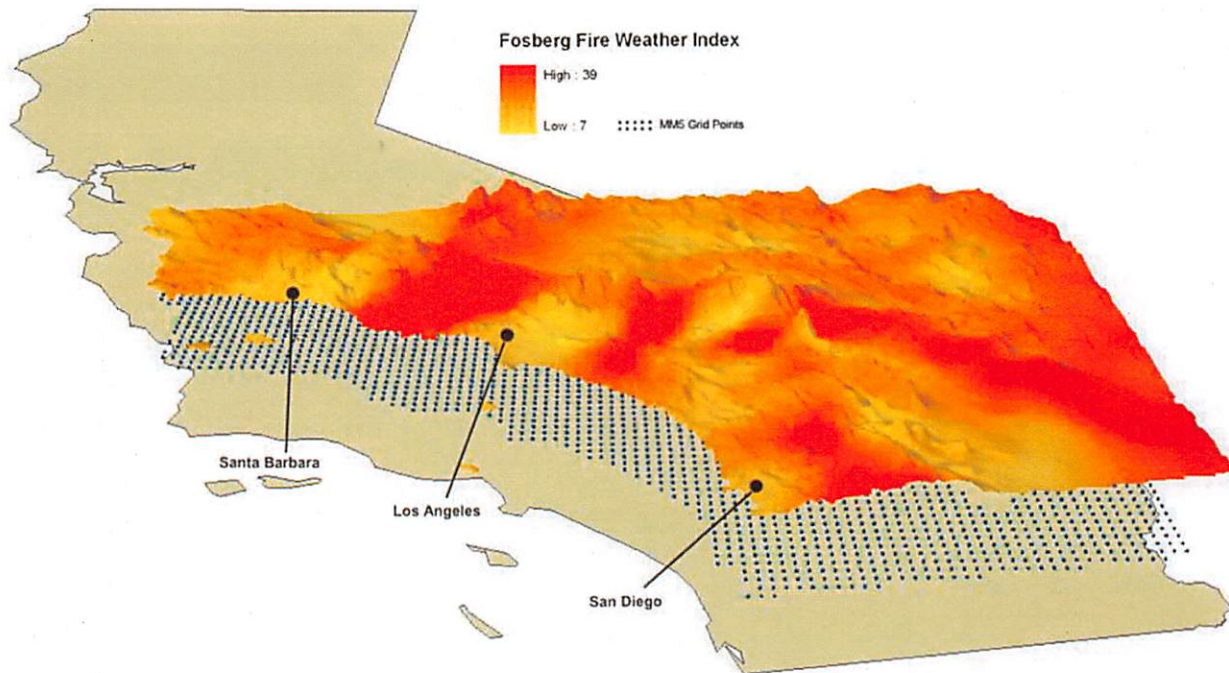 Fosberg Fire Weather Index
High : 39
Low : 7
MM5 Grid Points
Santa Barbara
Los Angeles
San Diego